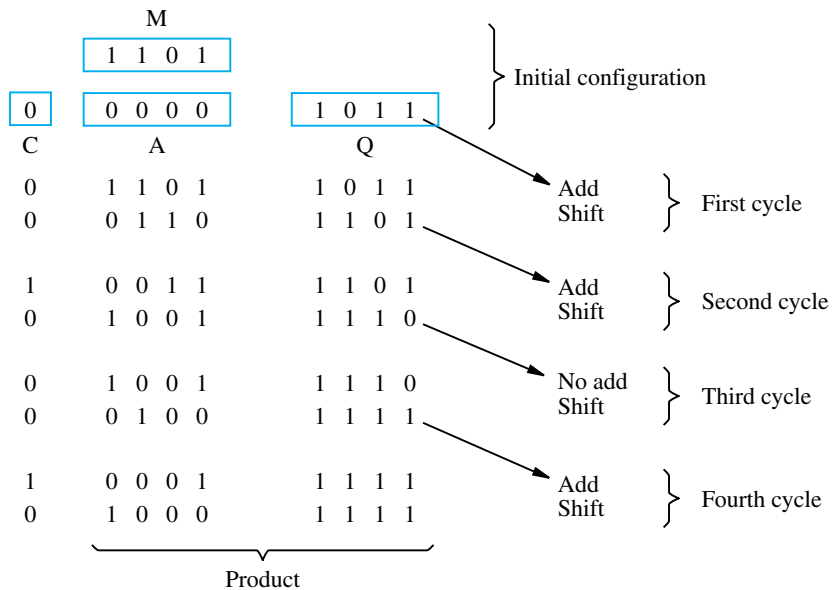 M
1 1 0 1
Initial configuration
0 0 0 0 0 1 0 1 1
C A Q
0 1 1 0 1 1 0 1 1 Add
First cycle
0 0 1 1 0 1 1 0 1 Shift
1 0 0 1 1 1 1 0 1 Add
Second cycle
0 1 0 0 1 1 1 1 0 Shift
0 1 0 0 1 1 1 1 0 No add
Third cycle
0 0 1 0 0 1 1 1 1 Shift
1 0 0 0 1 1 1 1 1 Add
Fourth cycle
0 1 0 0 0 1 1 1 1 Shift
Product